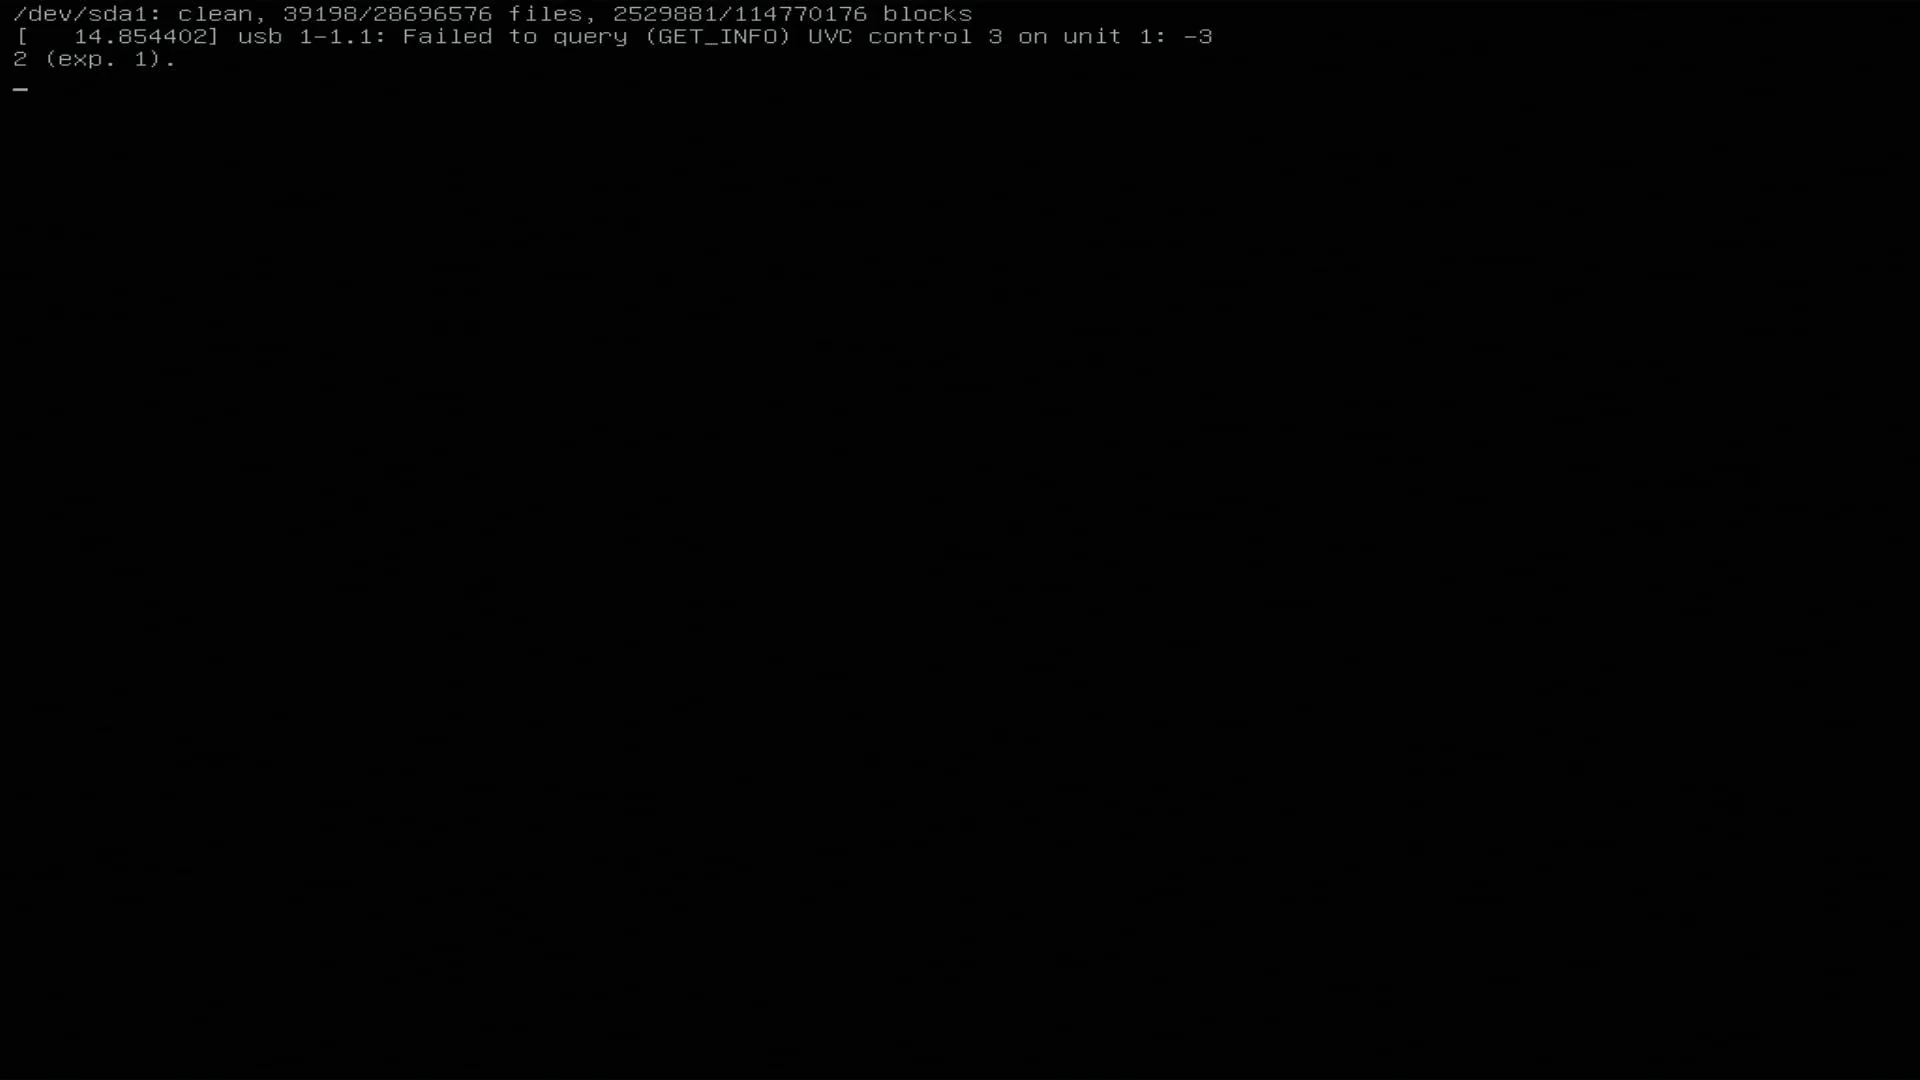 /dev/sda1: clean, 39198/28696576 files, 2529881/114770176 blocks
[   14.854402] usb 1-1.1: Failed to query (GET_INFO) UVC control 3 on unit 1: -3
2 (exp. 1).
_